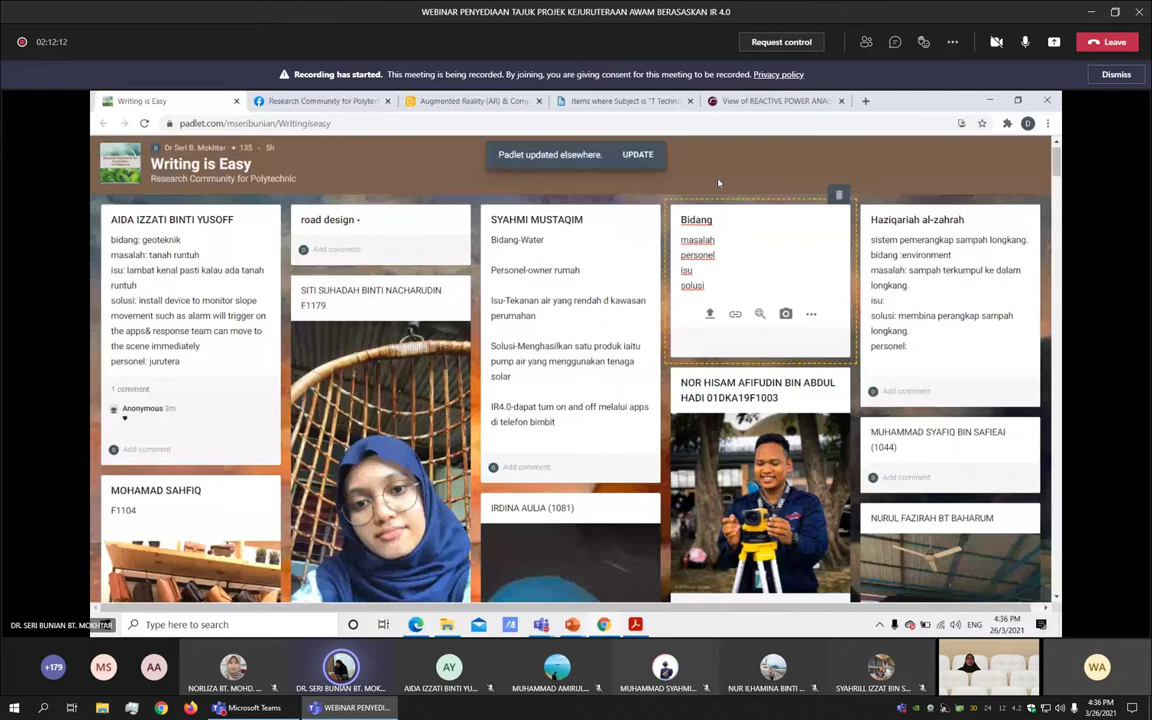 WEBINAR PENYEDIAAN TAJUK PROJEK KEJURUTERAAN AWAM BERASASKAN IR 4.0
02:12:12
Request control
Leave
Recording has started. This meeting is being recorded. By joining, you are giving consent for this meeting to be recorded. Privacy policy
Dismiss
Writing is Easy
Research Community for Polytechnic
Augmented Reality (AR) & Comp
Items where Subject is "T Techno
View of REACTIVE POWER ANAL
padlet.com/mseribunian/Writingiseasy
Dr Seri B. Mokhtar + 135 • 5h
Writing is Easy
Research Community for Polytechnic
Padlet updated elsewhere. UPDATE
AIDA IZZATI BINTI YUSOFF
bidang: geoteknik
masalah: tanah runtuh
isu: lambat kenal pasti kalau ada tanah
runtuh
solusi: install device to monitor slope
movement such as alarm will trigger on
the apps& response team can move to
the scene immediately
personel: jurutera
1 comment
Anonymous 3m
♥
Add comment
MOHAMAD SAHFIQ
F1104
road design -
Add comment
SITI SUHADAH BINTI NACHARUDIN
F1179
SYAHMI MUSTAQIM
Bidang-Water
Personel-owner rumah
Isu-Tekanan air yang rendah d kawasan
perumahan
Solusi-Menghasilkan satu produk iaitu
pump air yang menggunakan tenaga
solar
IR4.0-dapat turn on and off melalui apps
di telefon bimbit
Add comment
IRDINA AULIA (1081)
Bidang
masalah
personel
isu
solusi
NOR HISAM AFIFUDIN BIN ABDUL
HADI 01DKA19F1003
Haziqariah al-zahrah
sistem pemerangkap sampah longkang.
bidang :environment
masalah: sampah terkumpul ke dalam
longkang.
isu:
solusi: membina perangkap sampah
longkang.
personel:
Add comment
MUHAMMAD SYAFIQ BIN SAFIEAI
(1044)
Add comment
NURUL FAZIRAH BT BAHARUM
DR. SERI BUNIAN BT. MOKHTAR
Type here to search
ENG
4:36 PM
26/3/2021
+179
MS
AA
NORLIZA BT. MOHD. ...
DR. SERI BUNIAN BT. MOK...
AY
AIDA IZZATI BINTI YU...
MUHAMMAD AMIRUL...
MUHAMMAD SYAHMI...
NUR ILHAMINA BINTI ...
SYAHRILL IZZAT BIN S...
WA
Microsoft Teams
WEBINAR PENYEDI...
30 24 12 4.2
4:36 PM
3/26/2021